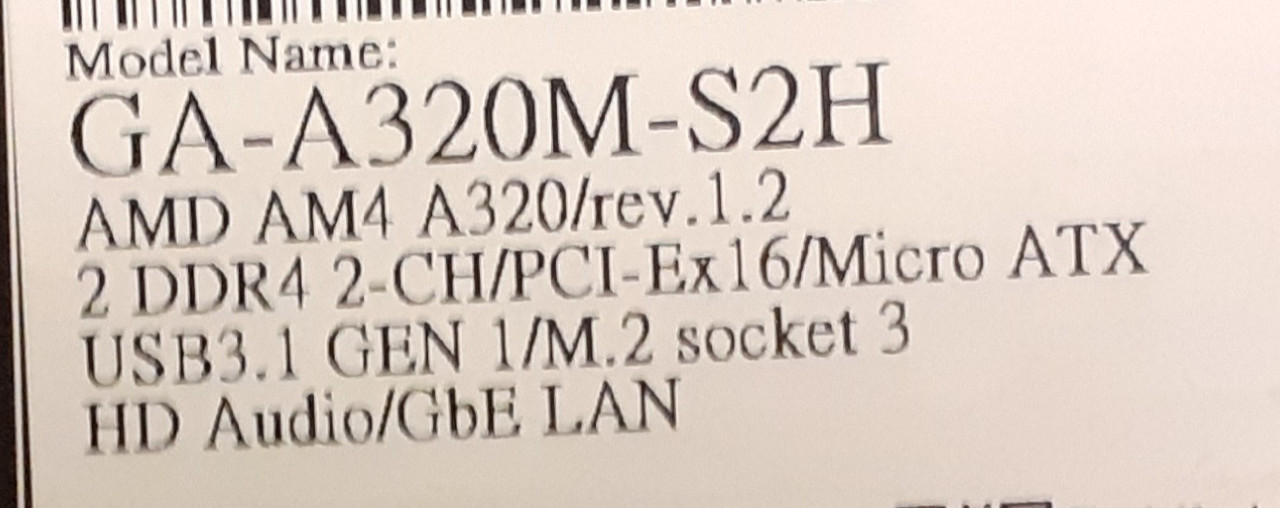 Model Name:
GA-A320M-S2H
AMD AM4 A320/rev.1.2
2 DDR4 2-CH/PCI-Ex16/Micro ATX
USB3.1 GEN 1/M.2 socket 3
HD Audio/GbE LAN